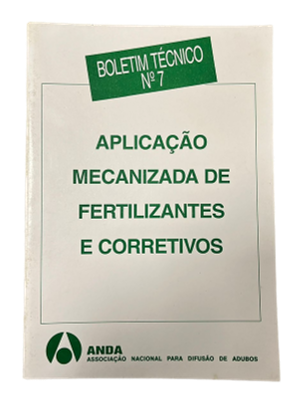 BOLETIM TÉCNICO
Nº 7
APLICAÇÃO
MECANIZADA DE
FERTILIZANTES
E CORRETIVOS
ANDA
ASSOCIAÇÃO NACIONAL PARA DIFUSÃO DE ADUBOS